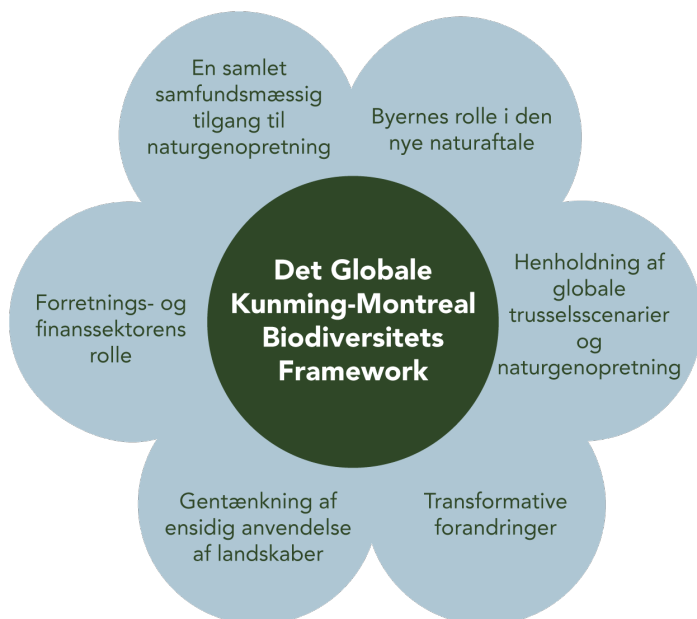 En samlet
samfundsmæssig
tilgang til
naturgenopretning
Byernes rolle i den
nye naturaftale
Henholdning af
globale
trusselsscenarier
og
naturgenopretning
Transformative
forandringer
Gentænkning af
ensidig anvendelse
af landskaber
Forretnings- og
finanssektorens
rolle
Det Globale
Kunming-Montreal
Biodiversitets
Framework